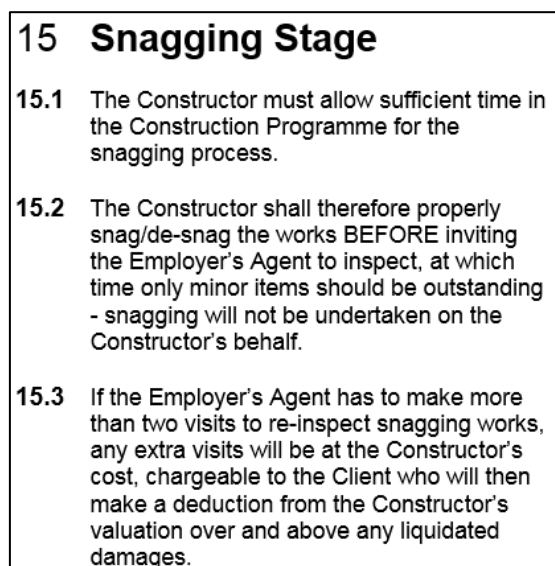 15 Snagging Stage
15.1 The Constructor must allow sufficient time in
the Construction Programme for the
snagging process.
15.2 The Constructor shall therefore properly
snag/de-snag the works BEFORE inviting
the Employer's Agent to inspect, at which
time only minor items should be outstanding
- snagging will not be undertaken on the
Constructor's behalf.
15.3 If the Employer's Agent has to make more
than two visits to re-inspect snagging works,
any extra visits will be at the Constructor's
cost, chargeable to the Client who will then
make a deduction from the Constructor's
valuation over and above any liquidated
damages.